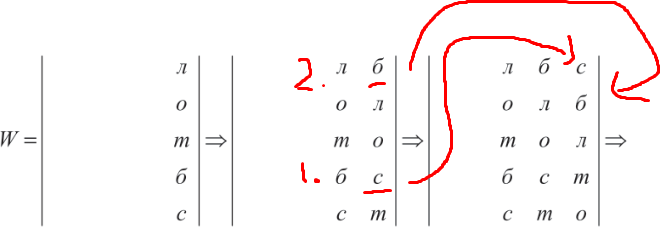 л 2. л б л б с
о о л о л б
W = т ⇒ т о ⇒ т о л ⇒
б 1. б с б с т
с с т с т о